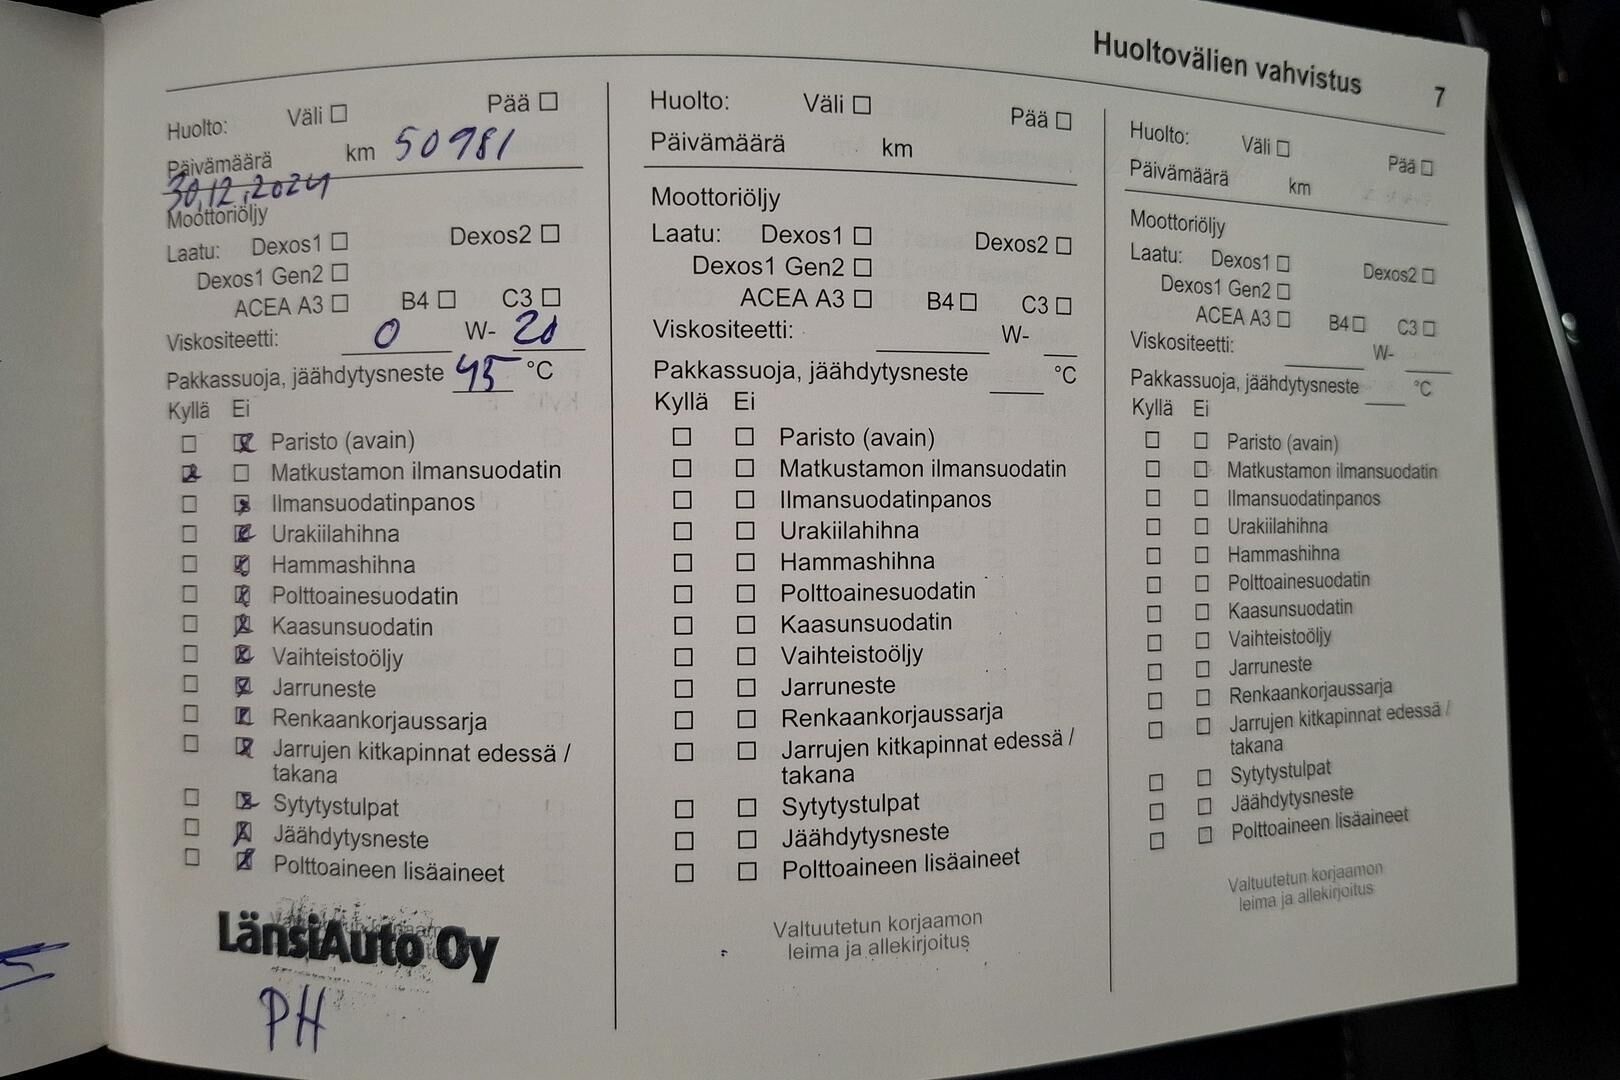 Huoltovälien vahvistus 7
Huolto: Väli ☐ Pää ☐
Päivämäärä km 50981
30.12.2024
Moottoriöljy
Laatu: Dexos1 ☐ Dexos2 ☐
Dexos1 Gen2 ☐
ACEA A3 ☐ B4 ☐ C3 ☐
Viskositeetti: 0 W- 20
Pakkassuoja, jäähdytysneste 45 °C
Kyllä Ei
☐ ☒ Paristo (avain)
☒ ☐ Matkustamon ilmansuodatin
☐ ☒ Ilmansuodatinpanos
☐ ☒ Urakiilahihna
☐ ☒ Hammashihna
☐ ☒ Polttoainesuodatin
☐ ☒ Kaasunsuodatin
☐ ☒ Vaihteistoöljy
☐ ☒ Jarruneste
☐ ☒ Renkaankorjaussarja
☐ ☒ Jarrujen kitkapinnat edessä /
takana
☐ ☒ Sytytystulpat
☐ ☒ Jäähdytysneste
☐ ☒ Polttoaineen lisäaineet
LänsiAuto Oy
PH
Huolto: Väli ☐ Pää ☐
Päivämäärä km
Moottoriöljy
Laatu: Dexos1 ☐ Dexos2 ☐
Dexos1 Gen2 ☐
ACEA A3 ☐ B4 ☐ C3 ☐
Viskositeetti: W-
Pakkassuoja, jäähdytysneste °C
Kyllä Ei
☐ ☐ Paristo (avain)
☐ ☐ Matkustamon ilmansuodatin
☐ ☐ Ilmansuodatinpanos
☐ ☐ Urakiilahihna
☐ ☐ Hammashihna
☐ ☐ Polttoainesuodatin
☐ ☐ Kaasunsuodatin
☐ ☐ Vaihteistoöljy
☐ ☐ Jarruneste
☐ ☐ Renkaankorjaussarja
☐ ☐ Jarrujen kitkapinnat edessä /
takana
☐ ☐ Sytytystulpat
☐ ☐ Jäähdytysneste
☐ ☐ Polttoaineen lisäaineet
Valtuutetun korjaamon
leima ja allekirjoitus
Huolto: Väli ☐ Pää ☐
Päivämäärä km
Moottoriöljy
Laatu: Dexos1 ☐ Dexos2 ☐
Dexos1 Gen2 ☐
ACEA A3 ☐ B4 ☐ C3 ☐
Viskositeetti: W-
Pakkassuoja, jäähdytysneste °C
Kyllä Ei
☐ ☐ Paristo (avain)
☐ ☐ Matkustamon ilmansuodatin
☐ ☐ Ilmansuodatinpanos
☐ ☐ Urakiilahihna
☐ ☐ Hammashihna
☐ ☐ Polttoainesuodatin
☐ ☐ Kaasunsuodatin
☐ ☐ Vaihteistoöljy
☐ ☐ Jarruneste
☐ ☐ Renkaankorjaussarja
☐ ☐ Jarrujen kitkapinnat edessä /
takana
☐ ☐ Sytytystulpat
☐ ☐ Jäähdytysneste
☐ ☐ Polttoaineen lisäaineet
Valtuutetun korjaamon
leima ja allekirjoitus